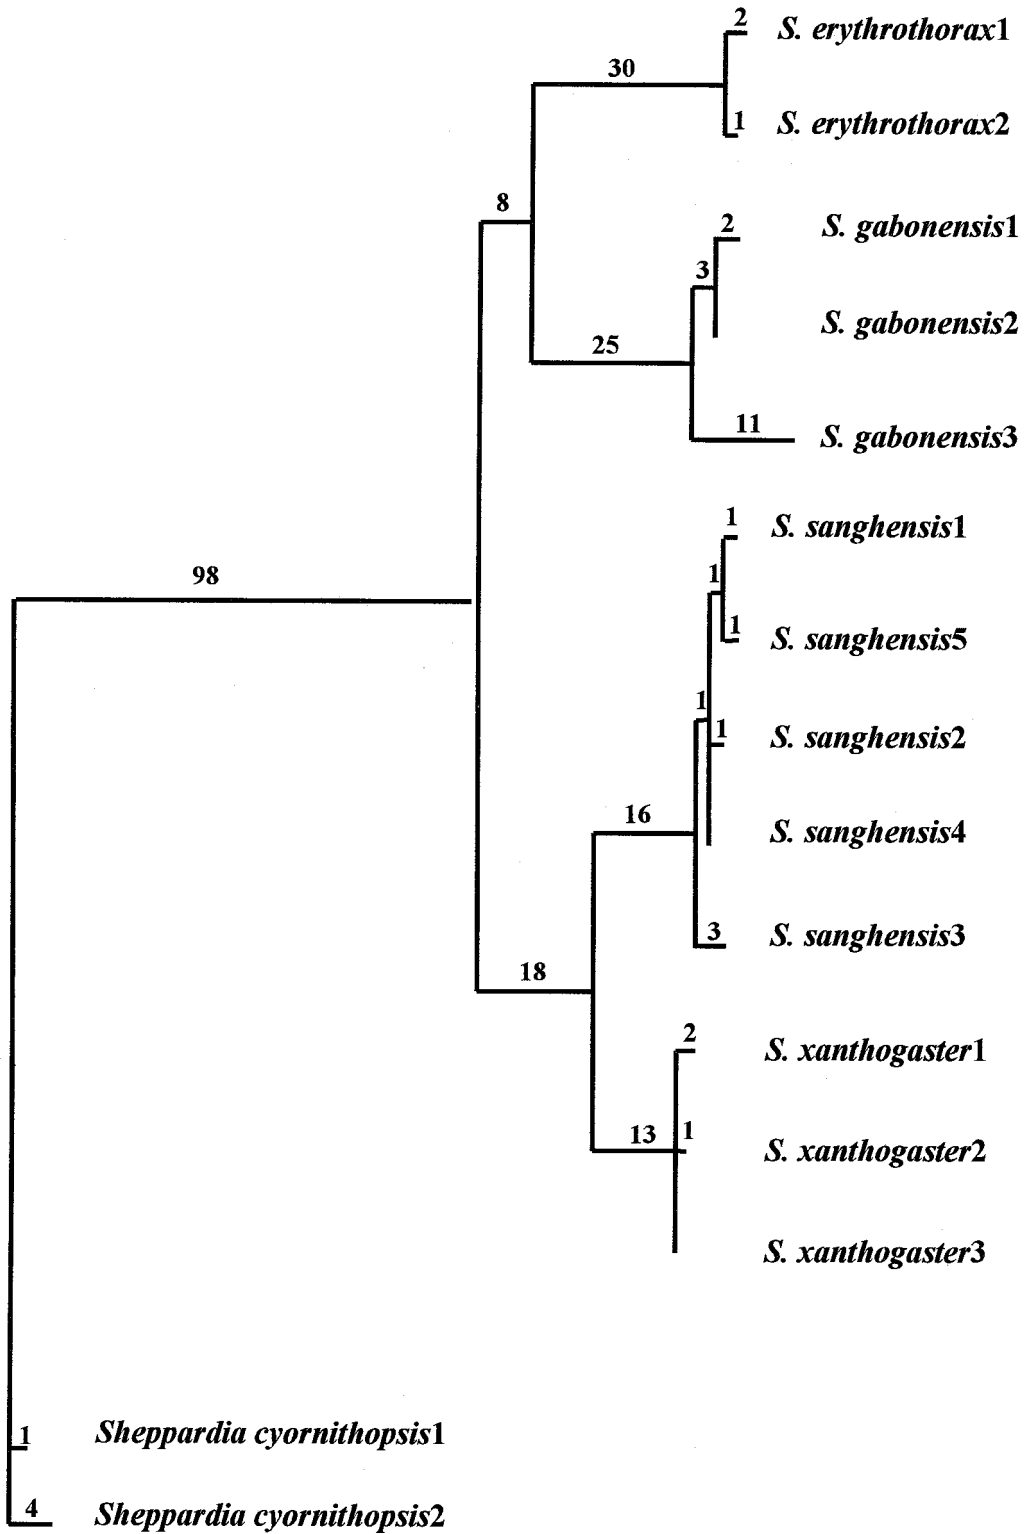 2 S. erythrothorax1
30
1 S. erythrothorax2
8
2 S. gabonensis1
3
S. gabonensis2
25
11 S. gabonensis3
1 S. sanghensis1
98 1
1 S. sanghensis5
1
1 S. sanghensis2
16 S. sanghensis4
3 S. sanghensis3
18
2 S. xanthogaster1
13 1 S. xanthogaster2
S. xanthogaster3
1 Sheppardia cyornithopsis1
4 Sheppardia cyornithopsis2